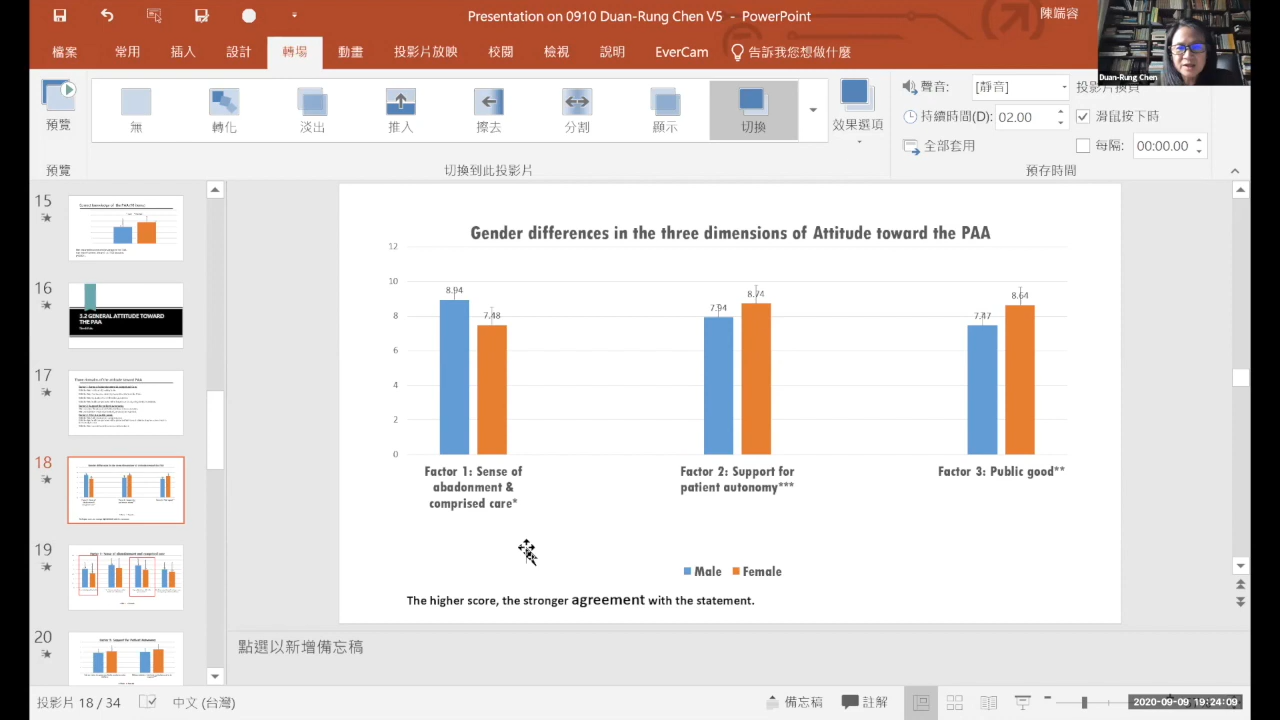 Presentation on 0910 Duan-Rung Chen V5 - PowerPoint
陳端容
檔案 常用 插入 設計 轉場 動畫 投影片放映 校閱 檢視 說明 EverCam 告訴我您想做什麼
Duan-Rung Chen
預覽
無 轉化 淡出 推入 擦去 分割 顯示 切換
效果選項
聲音: [靜音] 投影片換頁
持續時間(D): 02.00 滑鼠按下時
全部套用 每隔: 00:00.00
預覽 切換到此投影片 預存時間
15
16
3.2 GENERAL ATTITUDE TOWARD
THE PAA
17
18
19
20
Gender differences in the three dimensions of Attitude toward the PAA
12
10
8
6
4
2
0
8.94
7.48
7.94
8.74
7.47
8.64
Factor 1: Sense of
abadonment &
comprised care*
Factor 2: Support for
patient autonomy***
Factor 3: Public good**
Male Female
The higher score, the stronger agreement with the statement.
點選以新增備忘稿
投影片 18 / 34 中文 (台灣) 備忘稿 註解
2020-09-09 19:24:09